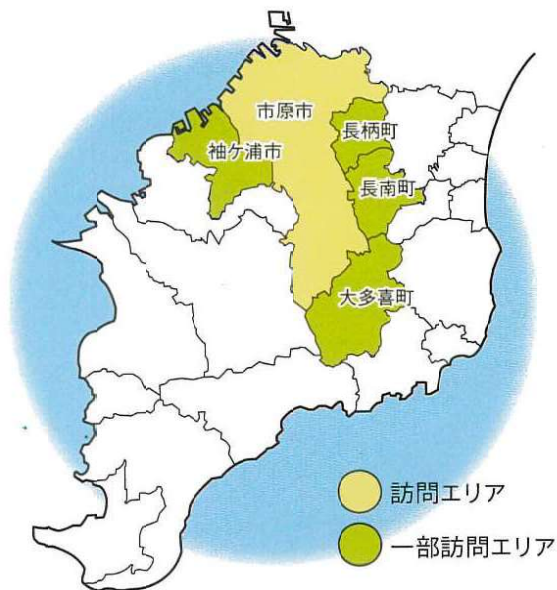 市原市
長柄町
袖ケ浦市
長南町
大多喜町
訪問エリア
一部訪問エリア